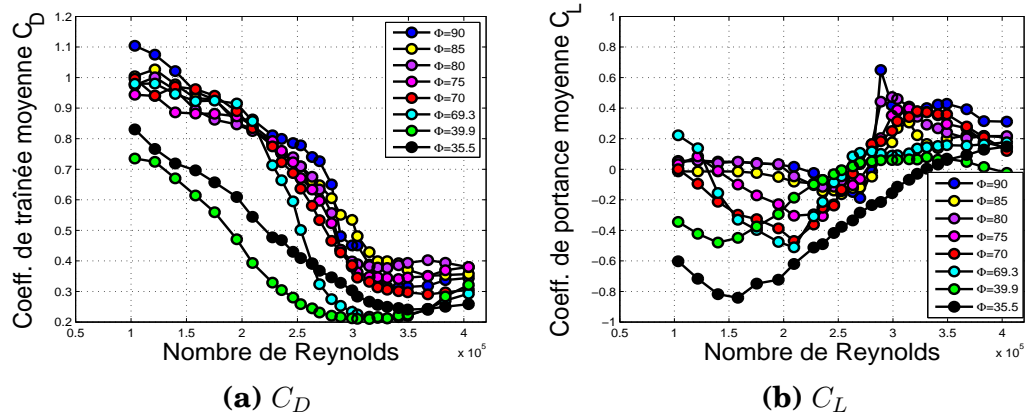 Coeff. de traînée moyenne C_D
1.2
1.1
1
0.9
0.8
0.7
0.6
0.5
0.4
0.3
0.2
0.5
1
1.5
2
2.5
3
3.5
4
x 10^5
Nombre de Reynolds
Φ=90
Φ=85
Φ=80
Φ=75
Φ=70
Φ=69.3
Φ=39.9
Φ=35.5
(a) C_D
Coeff. de portance moyenne C_L
1
0.8
0.6
0.4
0.2
0
−0.2
−0.4
−0.6
−0.8
−1
0.5
1
1.5
2
2.5
3
3.5
4
x 10^5
Nombre de Reynolds
Φ=90
Φ=85
Φ=80
Φ=75
Φ=70
Φ=69.3
Φ=39.9
Φ=35.5
(b) C_L